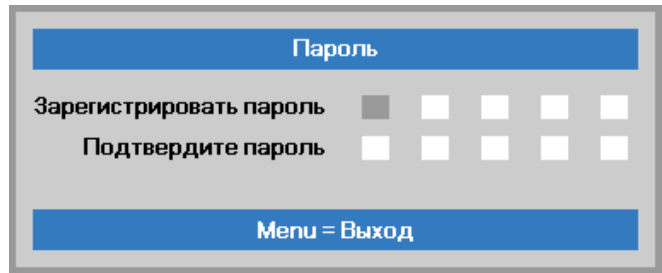 Пароль
Зарегистрировать пароль
Подтвердите пароль
Menu = Выход